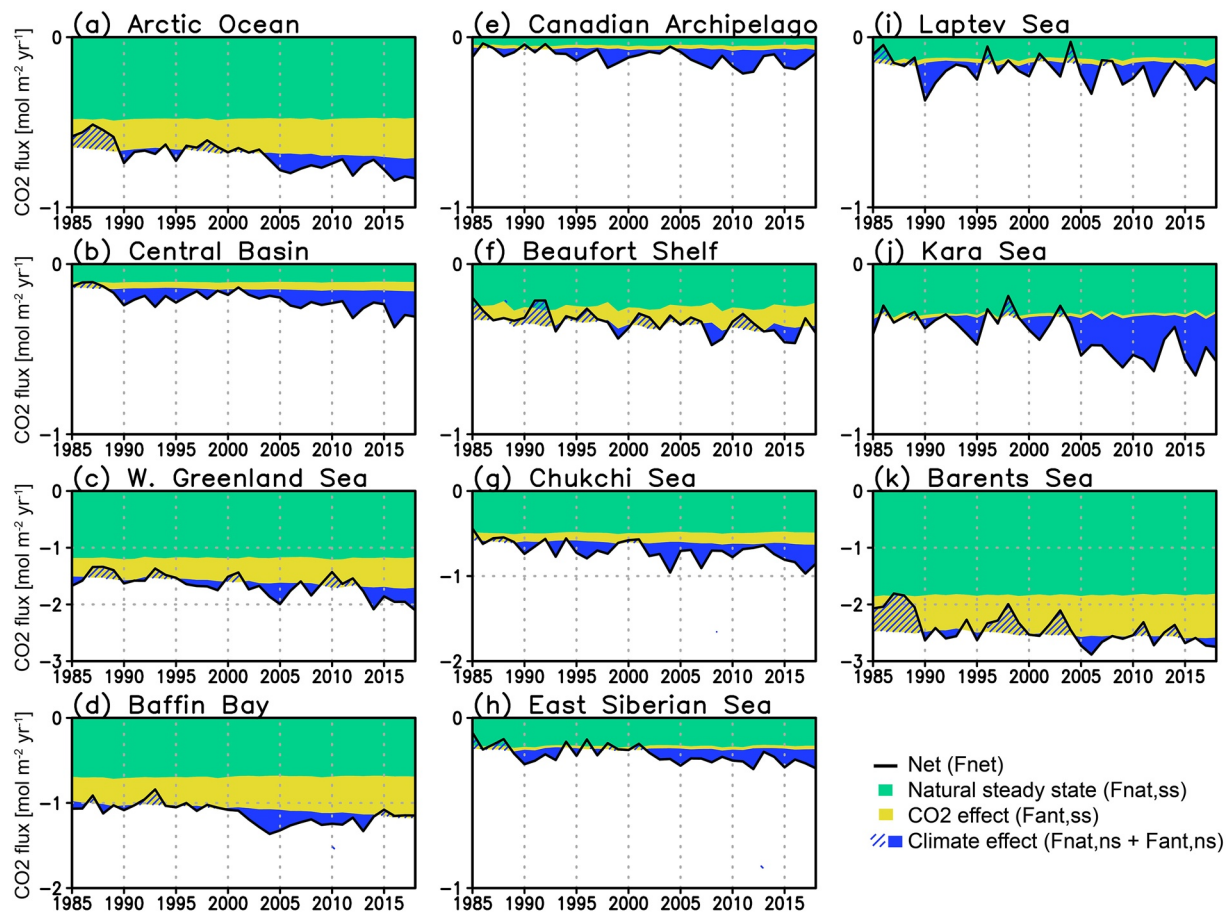 (a) Arctic Ocean
CO2 flux [mol m-2 yr-1]
0
−1
1985 1990 1995 2000 2005 2010 2015
(b) Central Basin
CO2 flux [mol m-2 yr-1]
0
−1
1985 1990 1995 2000 2005 2010 2015
(c) W. Greenland Sea
CO2 flux [mol m-2 yr-1]
0
−1
−2
−3
1985 1990 1995 2000 2005 2010 2015
(d) Baffin Bay
CO2 flux [mol m-2 yr-1]
0
−1
−2
1985 1990 1995 2000 2005 2010 2015
(e) Canadian Archipelago
0
−1
1985 1990 1995 2000 2005 2010 2015
(f) Beaufort Shelf
0
−1
1985 1990 1995 2000 2005 2010 2015
(g) Chukchi Sea
0
−1
−2
1985 1990 1995 2000 2005 2010 2015
(h) East Siberian Sea
0
−1
1985 1990 1995 2000 2005 2010 2015
(i) Laptev Sea
0
−1
1985 1990 1995 2000 2005 2010 2015
(j) Kara Sea
0
−1
1985 1990 1995 2000 2005 2010 2015
(k) Barents Sea
0
−1
−2
−3
1985 1990 1995 2000 2005 2010 2015
Net (Fnet)
Natural steady state (Fnat,ss)
CO2 effect (Fant,ss)
Climate effect (Fnat,ns + Fant,ns)